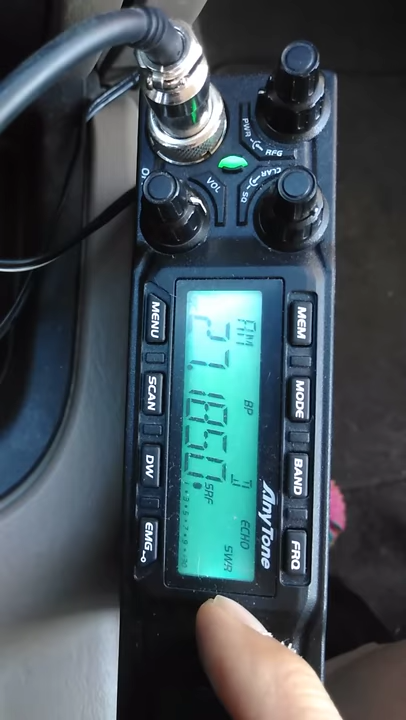 PWR
RFG
CLAR
SQ
VOL
MEM
MODE
BAND
FRQ
AnyTone
AM
BP
ECHO
SWR
27.1850
SRF
MENU
SCAN
DW
EMG